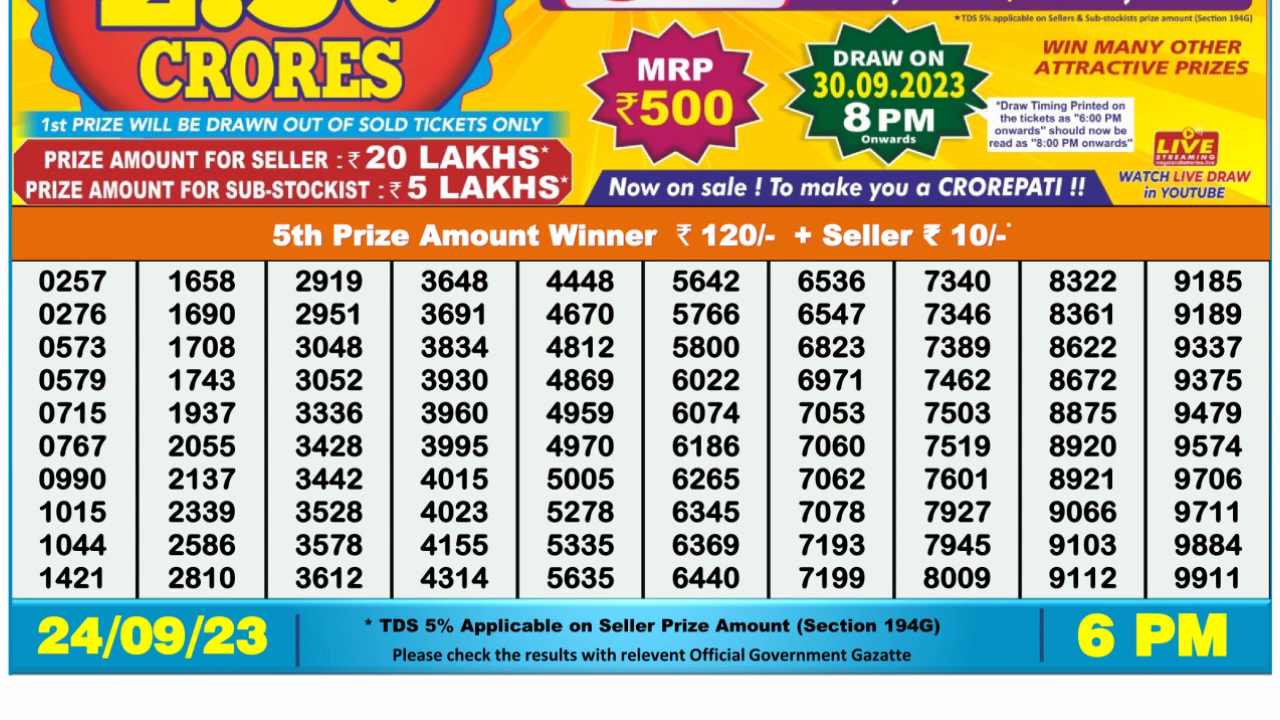 *TDS 5% applicable on Sellers & Sub-stockists prize amount (Section 194G)
CRORES
1st PRIZE WILL BE DRAWN OUT OF SOLD TICKETS ONLY
PRIZE AMOUNT FOR SELLER : ₹ 20 LAKHS*
PRIZE AMOUNT FOR SUB-STOCKIST : ₹ 5 LAKHS*
MRP
₹500
DRAW ON
30.09.2023
8 PM
Onwards
WIN MANY OTHER
ATTRACTIVE PRIZES
*Draw Timing Printed on
the tickets as "6:00 PM
onwards" should now be
read as "8:00 PM onwards"
LIVE
STREAMING
WATCH LIVE DRAW
in YOUTUBE
Now on sale ! To make you a CROREPATI !!
5th Prize Amount Winner ₹ 120/- + Seller ₹ 10/-*
0257 1658 2919 3648 4448 5642 6536 7340 8322 9185
0276 1690 2951 3691 4670 5766 6547 7346 8361 9189
0573 1708 3048 3834 4812 5800 6823 7389 8622 9337
0579 1743 3052 3930 4869 6022 6971 7462 8672 9375
0715 1937 3336 3960 4959 6074 7053 7503 8875 9479
0767 2055 3428 3995 4970 6186 7060 7519 8920 9574
0990 2137 3442 4015 5005 6265 7062 7601 8921 9706
1015 2339 3528 4023 5278 6345 7078 7927 9066 9711
1044 2586 3578 4155 5335 6369 7193 7945 9103 9884
1421 2810 3612 4314 5635 6440 7199 8009 9112 9911
24/09/23
* TDS 5% Applicable on Seller Prize Amount (Section 194G)
Please check the results with relevent Official Government Gazatte
6 PM